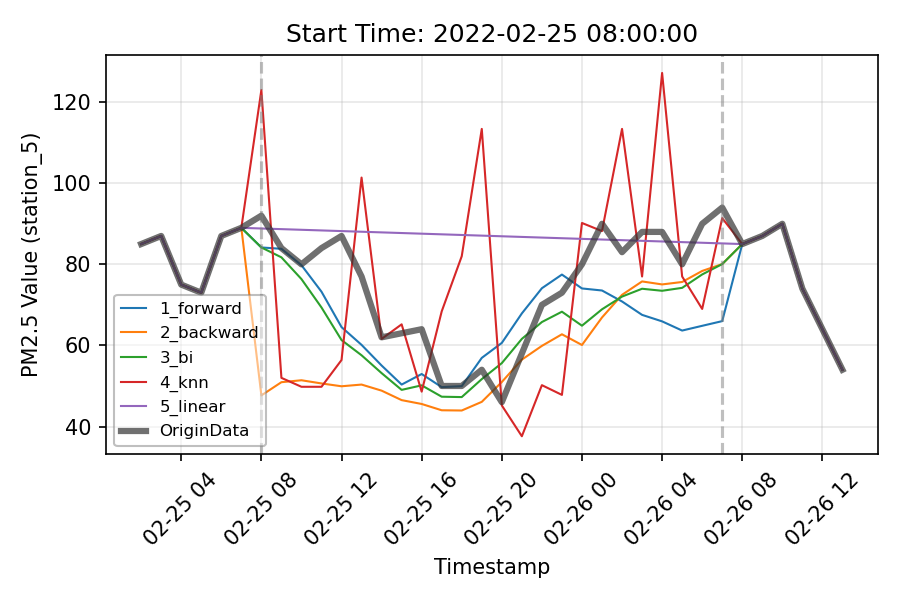 Start Time: 2022-02-25 08:00:00
PM2.5 Value (station_5)
120
100
80
60
40
1_forward
2_backward
3_bi
4_knn
5_linear
OriginData
02-25 04
02-25 08
02-25 12
02-25 16
02-25 20
02-26 00
02-26 04
02-26 08
02-26 12
Timestamp